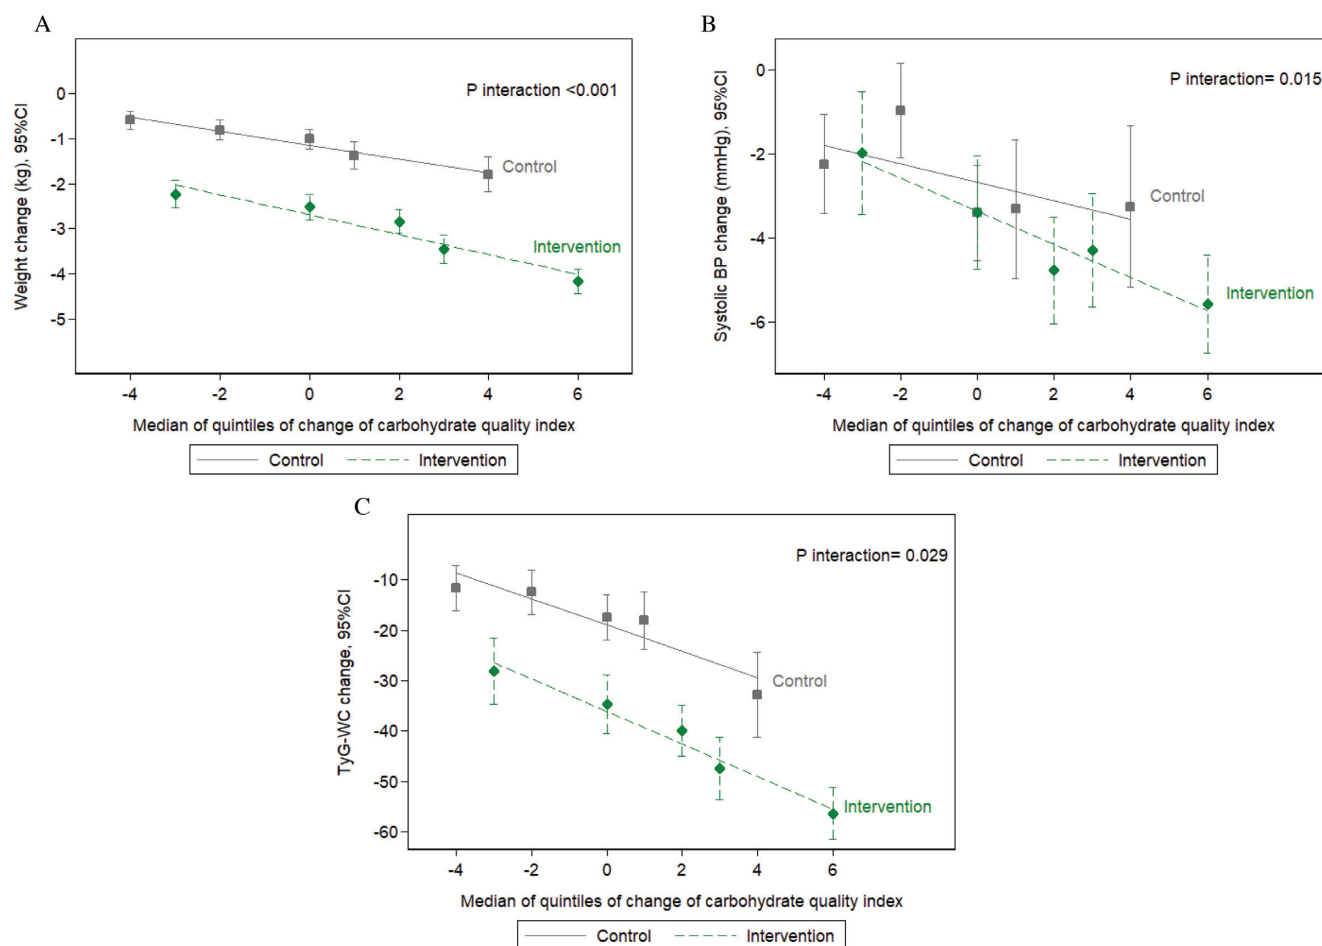 A
Weight change (kg), 95%CI
0
-1
-2
-3
-4
-5
P interaction <0.001
Control
Intervention
-4 -2 0 2 4 6
Median of quintiles of change of carbohydrate quality index
Control Intervention
B
Systolic BP change (mmHg), 95%CI
0
-2
-4
-6
P interaction= 0.015
Control
Intervention
-4 -2 0 2 4 6
Median of quintiles of change of carbohydrate quality index
Control Intervention
C
TyG-WC change, 95%CI
-10
-20
-30
-40
-50
-60
P interaction= 0.029
Control
Intervention
-4 -2 0 2 4 6
Median of quintiles of change of carbohydrate quality index
Control Intervention